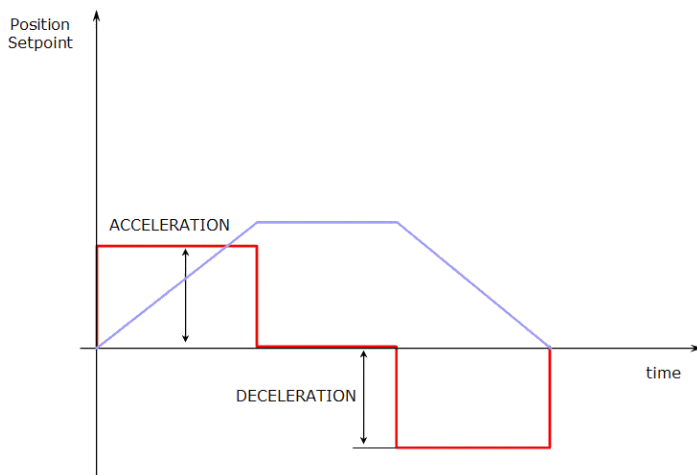 Position
Setpoint
ACCELERATION
time
DECELERATION